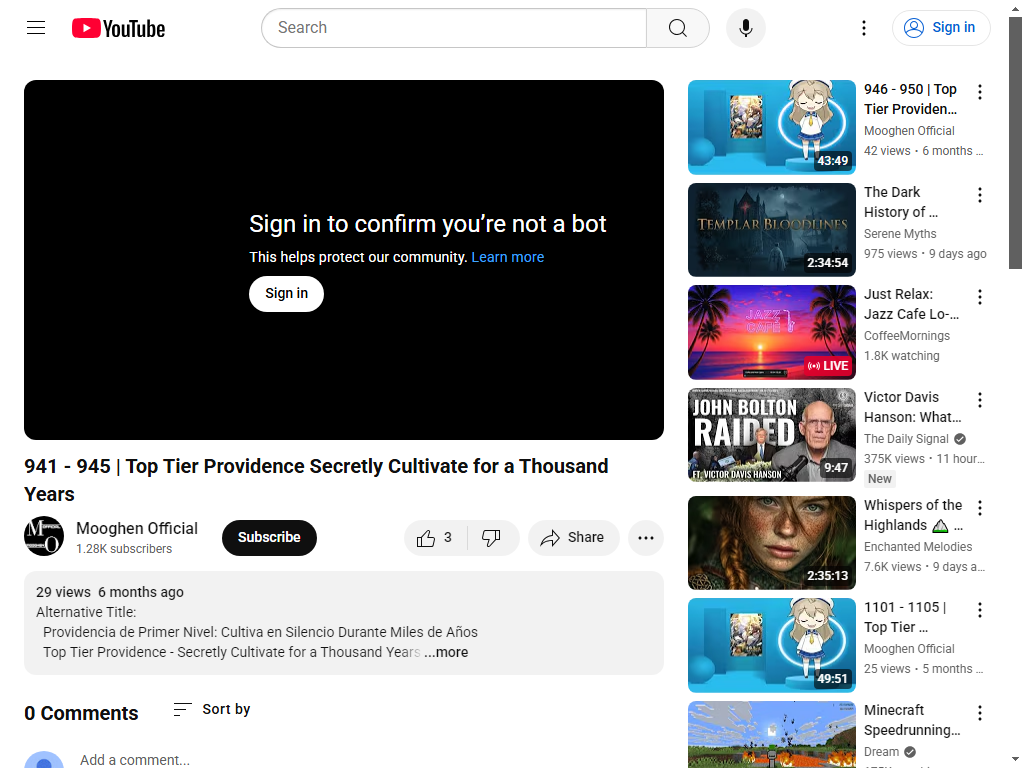 YouTube
Search
Sign in
Sign in to confirm you’re not a bot
This helps protect our community. Learn more
Sign in
941 - 945 | Top Tier Providence Secretly Cultivate for a Thousand
Years
Mooghen Official
1.28K subscribers
Subscribe
3
Share
29 views 6 months ago
Alternative Title:
Providencia de Primer Nivel: Cultiva en Silencio Durante Miles de Años
Top Tier Providence - Secretly Cultivate for a Thousand Years ...more
0 Comments
Sort by
Add a comment...
43:49
946 - 950 | Top
Tier Providen...
Mooghen Official
42 views • 6 months ...
TEMPLAR BLOODLINES
2:34:54
The Dark
History of ...
Serene Myths
975 views • 9 days ago
JAZZ
CAFE
LIVE
Just Relax:
Jazz Cafe Lo-...
CoffeeMornings
1.8K watching
JOHN BOLTON
RAIDED
FT. VICTOR DAVIS HANSON
9:47
Victor Davis
Hanson: What...
The Daily Signal
375K views • 11 hour...
New
2:35:13
Whispers of the
Highlands ...
Enchanted Melodies
7.6K views • 9 days a...
49:51
1101 - 1105 |
Top Tier ...
Mooghen Official
25 views • 5 months ...
Minecraft
Speedrunning...
Dream